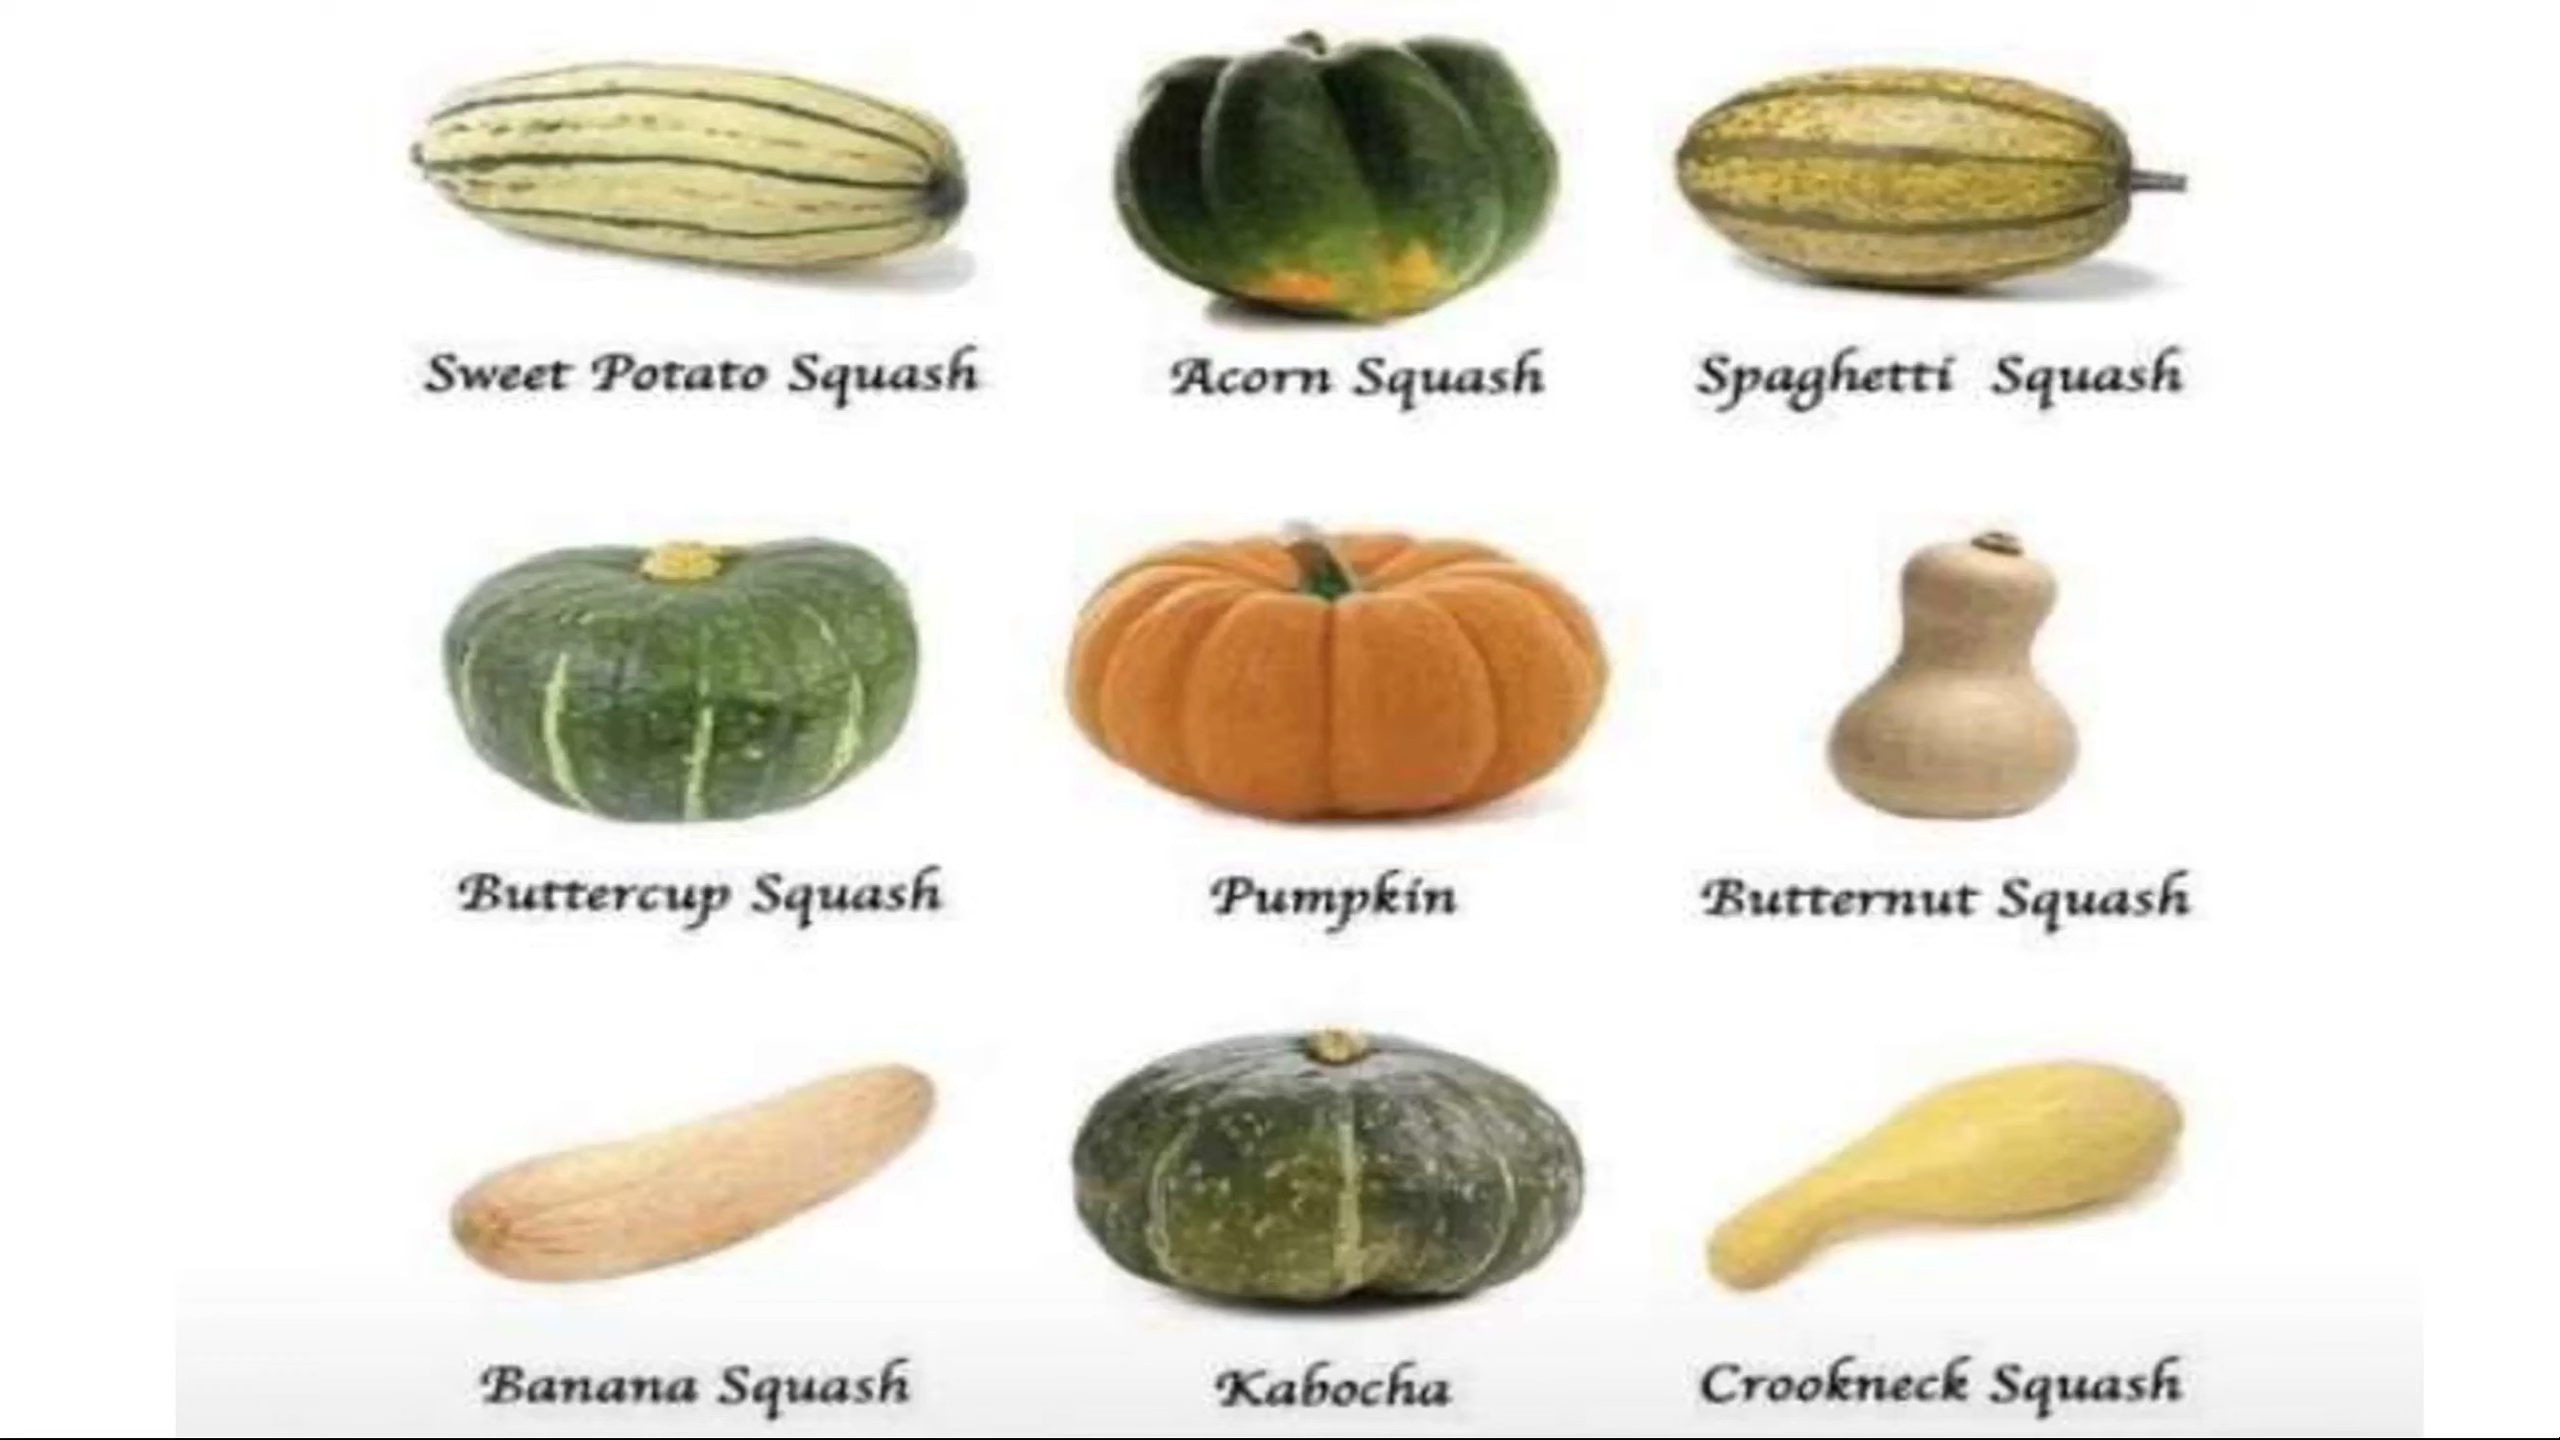 Sweet Potato Squash
Acorn Squash
Spaghetti Squash
Buttercup Squash
Pumpkin
Butternut Squash
Banana Squash
Kabocha
Crookneck Squash